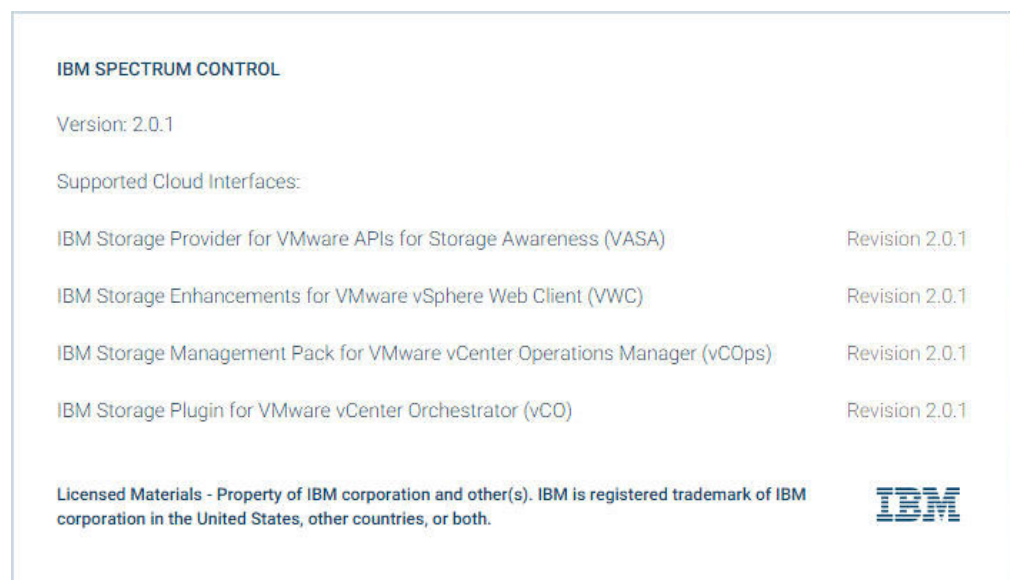 IBM SPECTRUM CONTROL
Version: 2.0.1
Supported Cloud Interfaces:
IBM Storage Provider for VMware APIs for Storage Awareness (VASA) Revision 2.0.1
IBM Storage Enhancements for VMware vSphere Web Client (VWC) Revision 2.0.1
IBM Storage Management Pack for VMware vCenter Operations Manager (vCOps) Revision 2.0.1
IBM Storage Plugin for VMware vCenter Orchestrator (vCO) Revision 2.0.1
Licensed Materials - Property of IBM corporation and other(s). IBM is registered trademark of IBM
corporation in the United States, other countries, or both.
IBM